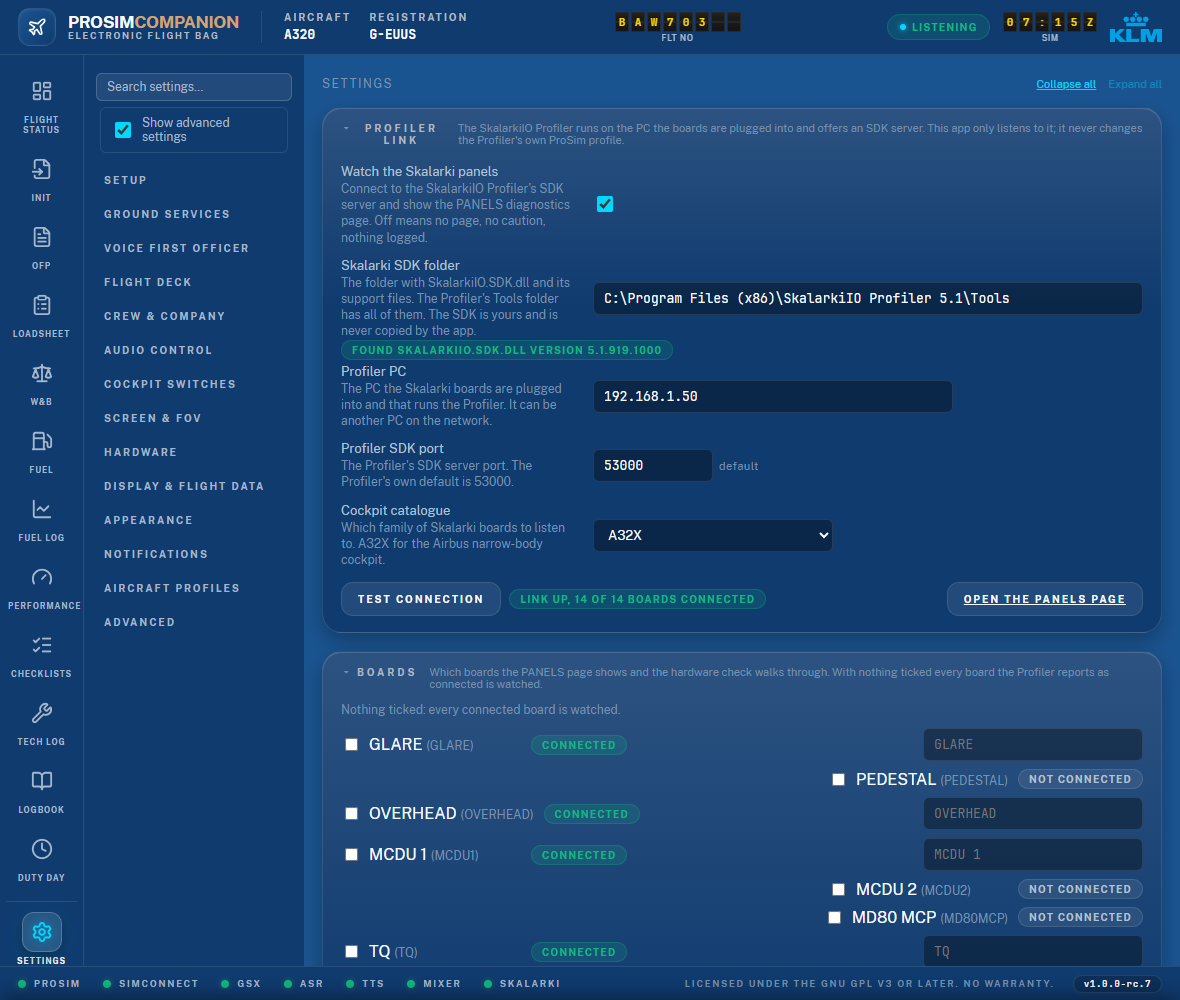 PROSIMCOMPANION
ELECTRONIC FLIGHT BAG
AIRCRAFT
A320
REGISTRATION
G-EUUS
BAW703
FLT NO
LISTENING
07:15Z
SIM
KLM
FLIGHT
STATUS
INIT
OFP
LOADSHEET
W&B
FUEL
FUEL LOG
PERFORMANCE
CHECKLISTS
TECH LOG
LOGBOOK
DUTY DAY
SETTINGS
Search settings...
Show advanced
settings
SETUP
GROUND SERVICES
VOICE FIRST OFFICER
FLIGHT DECK
CREW & COMPANY
AUDIO CONTROL
COCKPIT SWITCHES
SCREEN & FOV
HARDWARE
DISPLAY & FLIGHT DATA
APPEARANCE
NOTIFICATIONS
AIRCRAFT PROFILES
ADVANCED
SETTINGS
Collapse all
Expand all
PROFILER
LINK
The SkalarkiIO Profiler runs on the PC the boards are plugged into and offers an SDK server. This app only listens to it; it never changes
the Profiler's own ProSim profile.
Watch the Skalarki panels
Connect to the SkalarkiIO Profiler's SDK
server and show the PANELS diagnostics
page. Off means no page, no caution,
nothing logged.
Skalarki SDK folder
The folder with SkalarkiIO.SDK.dll and its
support files. The Profiler's Tools folder
has all of them. The SDK is yours and is
never copied by the app.
C:\Program Files (x86)\SkalarkiIO Profiler 5.1\Tools
FOUND SKALARKIIO.SDK.DLL VERSION 5.1.919.1000
Profiler PC
The PC the Skalarki boards are plugged
into and that runs the Profiler. It can be
another PC on the network.
192.168.1.50
Profiler SDK port
The Profiler's SDK server port. The
Profiler's own default is 53000.
53000
default
Cockpit catalogue
Which family of Skalarki boards to listen
to. A32X for the Airbus narrow-body
cockpit.
A32X
TEST CONNECTION
LINK UP, 14 OF 14 BOARDS CONNECTED
OPEN THE PANELS PAGE
BOARDS
Which boards the PANELS page shows and the hardware check walks through. With nothing ticked every board the Profiler reports as
connected is watched.
Nothing ticked: every connected board is watched.
GLARE (GLARE)
CONNECTED
GLARE
PEDESTAL (PEDESTAL)
NOT CONNECTED
OVERHEAD (OVERHEAD)
CONNECTED
OVERHEAD
MCDU 1 (MCDU1)
CONNECTED
MCDU 1
MCDU 2 (MCDU2)
NOT CONNECTED
MD80 MCP (MD80MCP)
NOT CONNECTED
TQ (TQ)
CONNECTED
TQ
PROSIM
SIMCONNECT
GSX
ASR
TTS
MIXER
SKALARKI
LICENSED UNDER THE GNU GPL V3 OR LATER. NO WARRANTY.
v1.0.0-rc.7